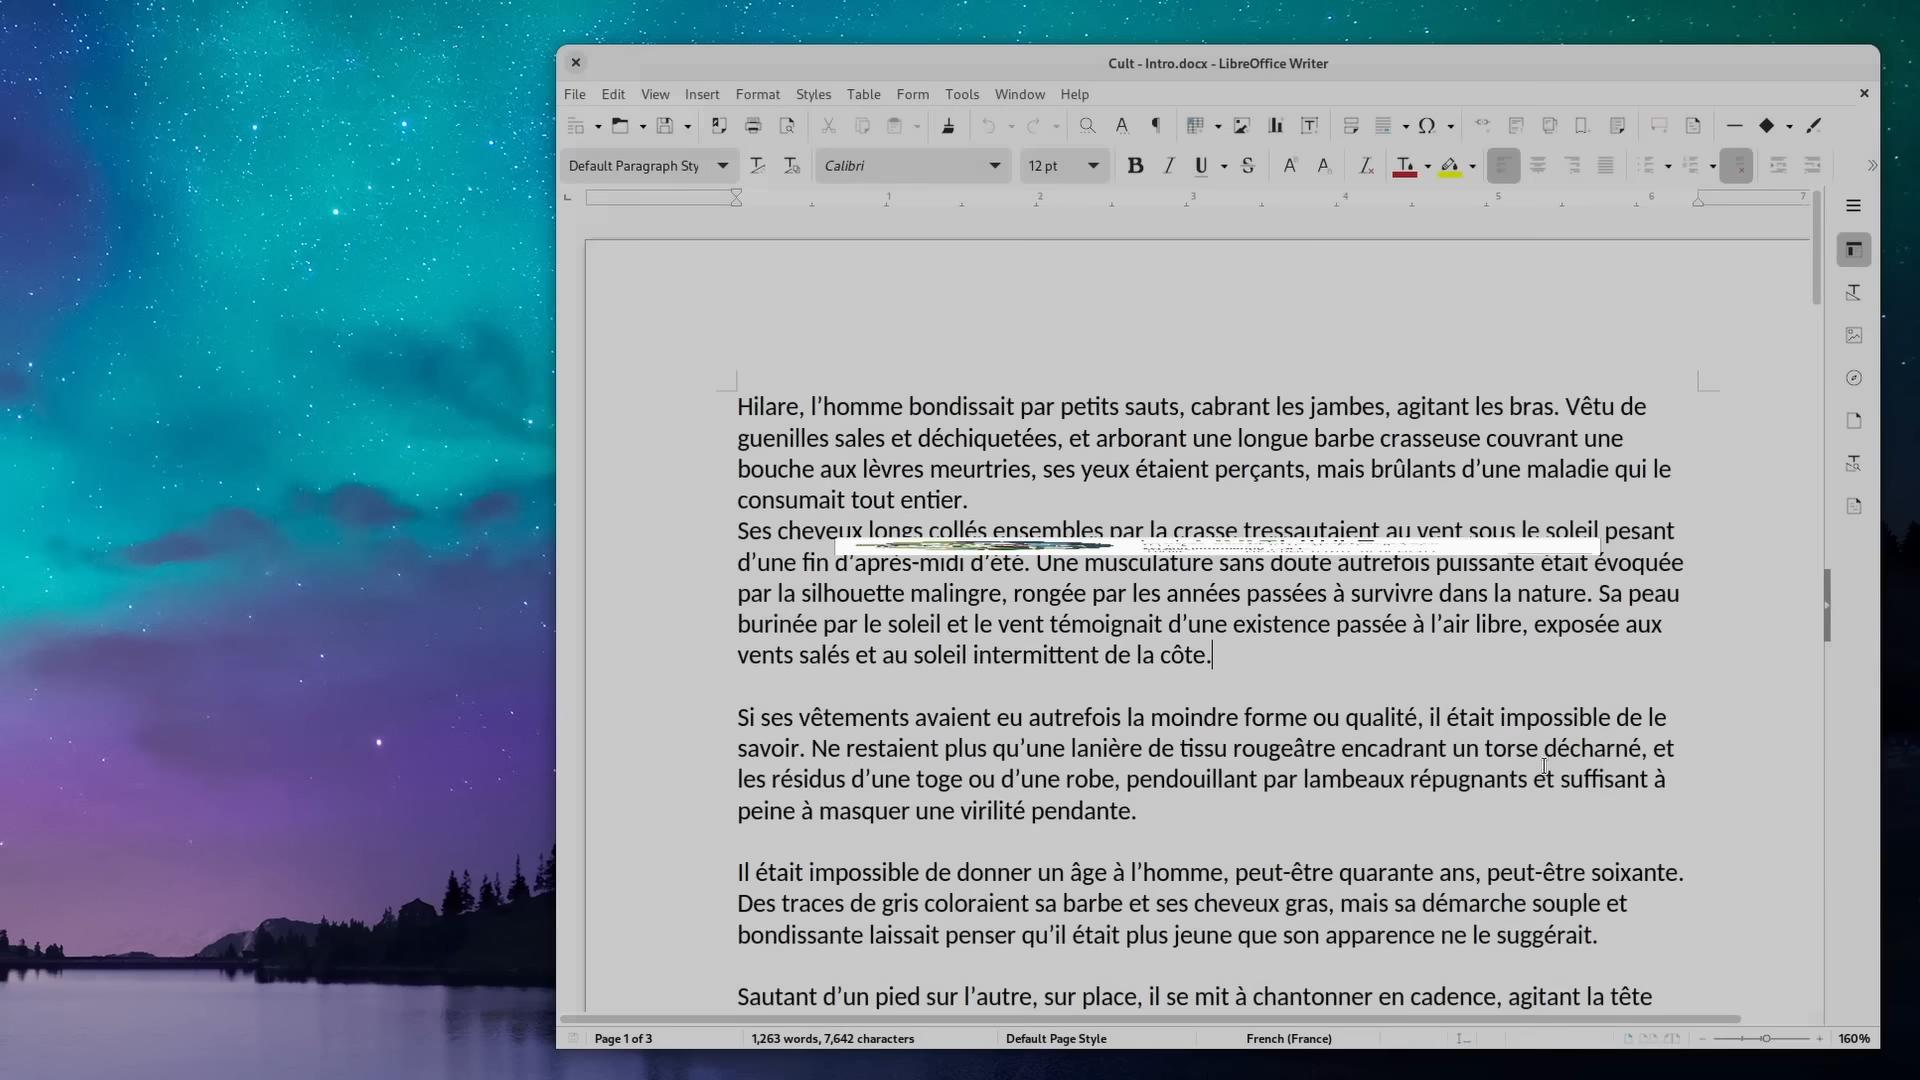 Cult - Intro.docx - LibreOffice Writer
File Edit View Insert Format Styles Table Form Tools Window Help
Default Paragraph Sty Calibri 12 pt
1 2 3 4 5 6 7
Hilare, l’homme bondissait par petits sauts, cabrant les jambes, agitant les bras. Vêtu de
guenilles sales et déchiquetées, et arborant une longue barbe crasseuse couvrant une
bouche aux lèvres meurtries, ses yeux étaient perçants, mais brûlants d’une maladie qui le
consumait tout entier.
Ses cheveux longs collés ensembles par la crasse tressautaient au vent sous le soleil pesant
d’une fin d’après-midi d’été. Une musculature sans doute autrefois puissante était évoquée
par la silhouette malingre, rongée par les années passées à survivre dans la nature. Sa peau
burinée par le soleil et le vent témoignait d’une existence passée à l’air libre, exposée aux
vents salés et au soleil intermittent de la côte.
Si ses vêtements avaient eu autrefois la moindre forme ou qualité, il était impossible de le
savoir. Ne restaient plus qu’une lanière de tissu rougeâtre encadrant un torse décharné, et
les résidus d’une toge ou d’une robe, pendouillant par lambeaux répugnants et suffisant à
peine à masquer une virilité pendante.
Il était impossible de donner un âge à l’homme, peut-être quarante ans, peut-être soixante.
Des traces de gris coloraient sa barbe et ses cheveux gras, mais sa démarche souple et
bondissante laissait penser qu’il était plus jeune que son apparence ne le suggérait.
Sautant d’un pied sur l’autre, sur place, il se mit à chantonner en cadence, agitant la tête
Page 1 of 3 1,263 words, 7,642 characters Default Page Style French (France) 160%